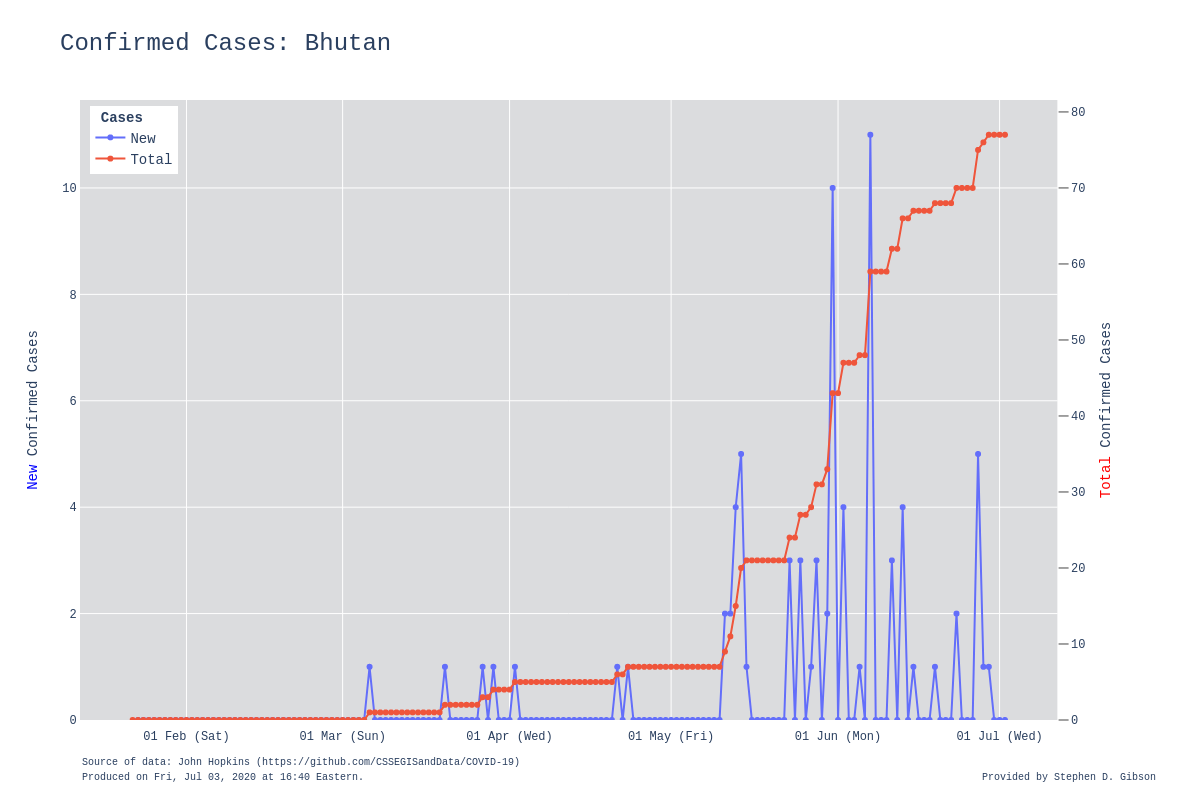 Confirmed Cases: Bhutan
Cases
New
Total
10
8
6
4
2
0
New Confirmed Cases
80
70
60
50
40
30
20
10
0
Total Confirmed Cases
01 Feb (Sat)
01 Mar (Sun)
01 Apr (Wed)
01 May (Fri)
01 Jun (Mon)
01 Jul (Wed)
Source of data: John Hopkins (https://github.com/CSSEGISandData/COVID-19)
Produced on Fri, Jul 03, 2020 at 16:40 Eastern.
Provided by Stephen D. Gibson